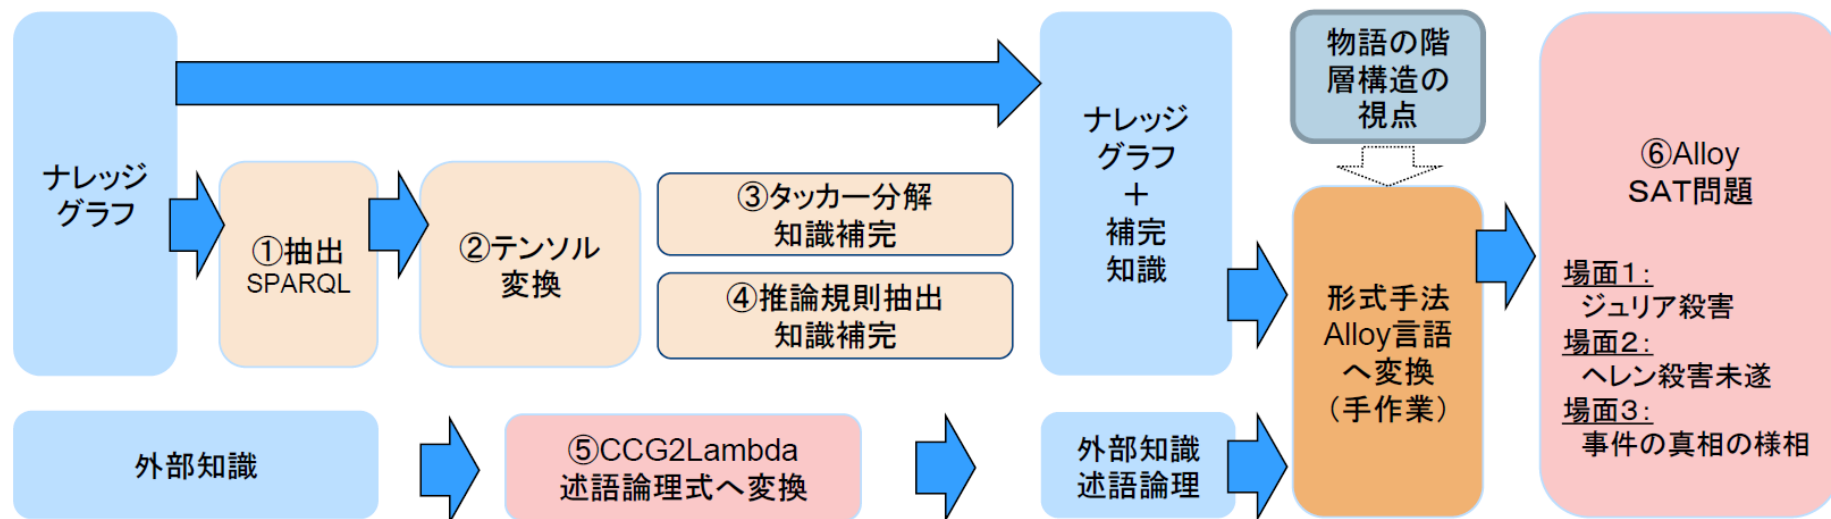 ナレッジ
グラフ
①抽出
SPARQL
②テンソル
変換
③タッカー分解
知識補完
④推論規則抽出
知識補完
ナレッジ
グラフ
＋
補完
知識
物語の階
層構造の
視点
形式手法
Alloy言語
へ変換
（手作業）
⑥Alloy
SAT問題
場面１：
ジュリア殺害
場面２：
ヘレン殺害未遂
場面３：
事件の真相の様相
外部知識
⑤CCG2Lambda
述語論理式へ変換
外部知識
述語論理